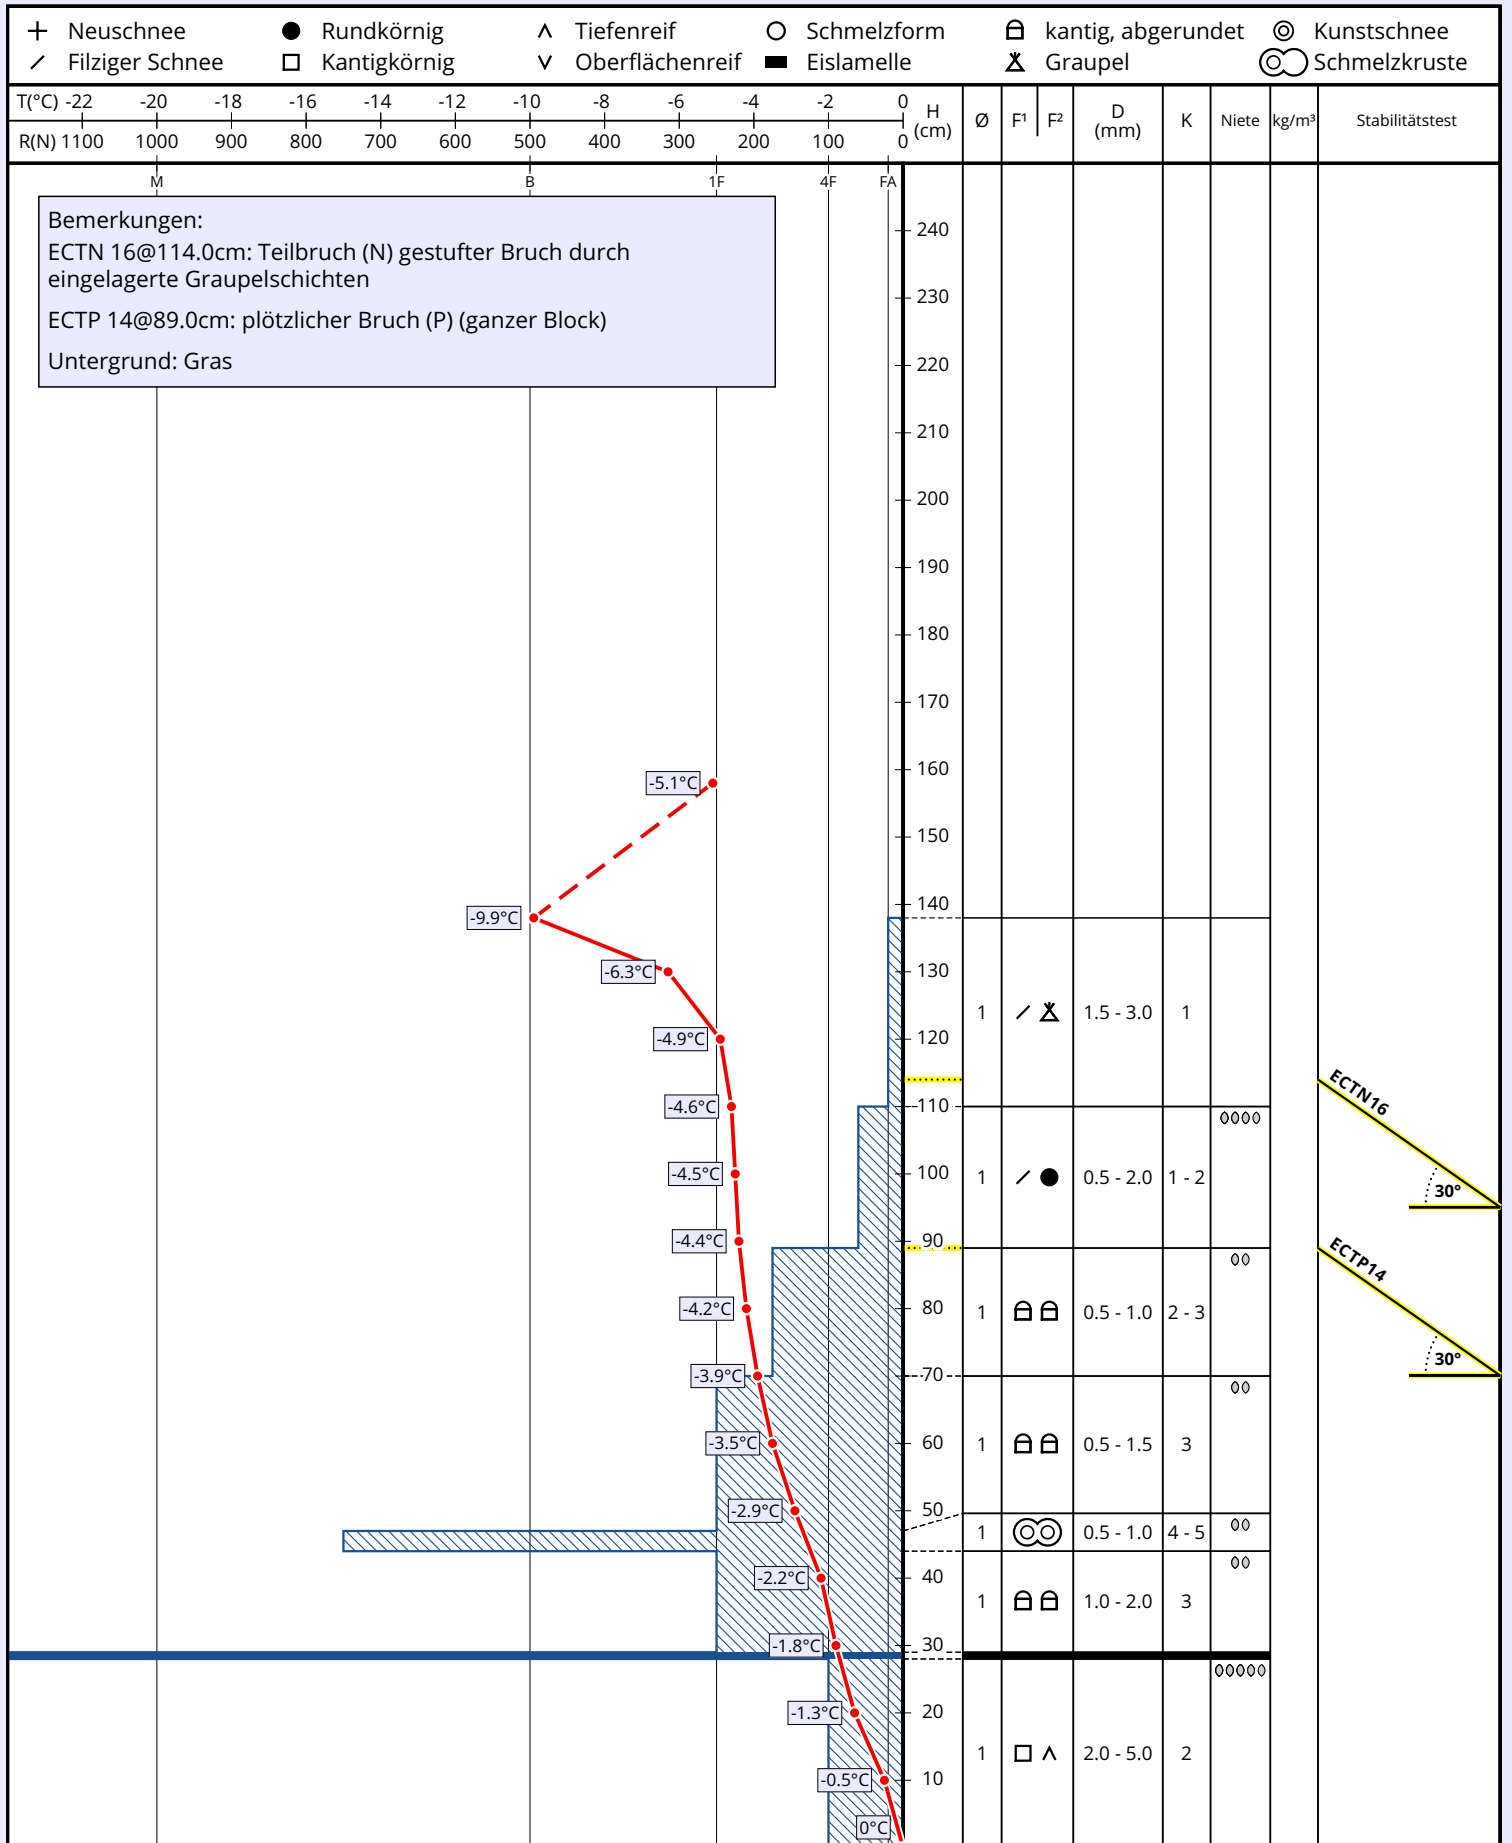 Neuschnee Rundkörnig Tiefenreif Schmelzform kantig, abgerundet Kunstschnee
Filziger Schnee Kantigkörnig Oberflächenreif Eislamelle Graupel Schmelzkruste
T(°C) -22 -20 -18 -16 -14 -12 -10 -8 -6 -4 -2 0
R(N) 1100 1000 900 800 700 600 500 400 300 200 100 0
H (cm) Ø F¹ F² D (mm) K Niete kg/m³ Stabilitätstest
M B 1F 4F FA
Bemerkungen:
ECTN 16@114.0cm: Teilbruch (N) gestufter Bruch durch
eingelagerte Graupelschichten
ECTP 14@89.0cm: plötzlicher Bruch (P) (ganzer Block)
Untergrund: Gras
240
230
220
210
200
190
180
170
160
-5.1°C
150
140
-9.9°C
130
-6.3°C
1 1.5 - 3.0 1
120
-4.9°C
ECTN16
110
-4.6°C
100
-4.5°C
1 0.5 - 2.0 1 - 2
30°
90
-4.4°C
ECTP14
80
-4.2°C
1 0.5 - 1.0 2 - 3
30°
70
-3.9°C
60
-3.5°C
1 0.5 - 1.5 3
50
-2.9°C
1 0.5 - 1.0 4 - 5
40
-2.2°C
1 1.0 - 2.0 3
30
-1.8°C
20
-1.3°C
1 2.0 - 5.0 2
10
-0.5°C
0°C